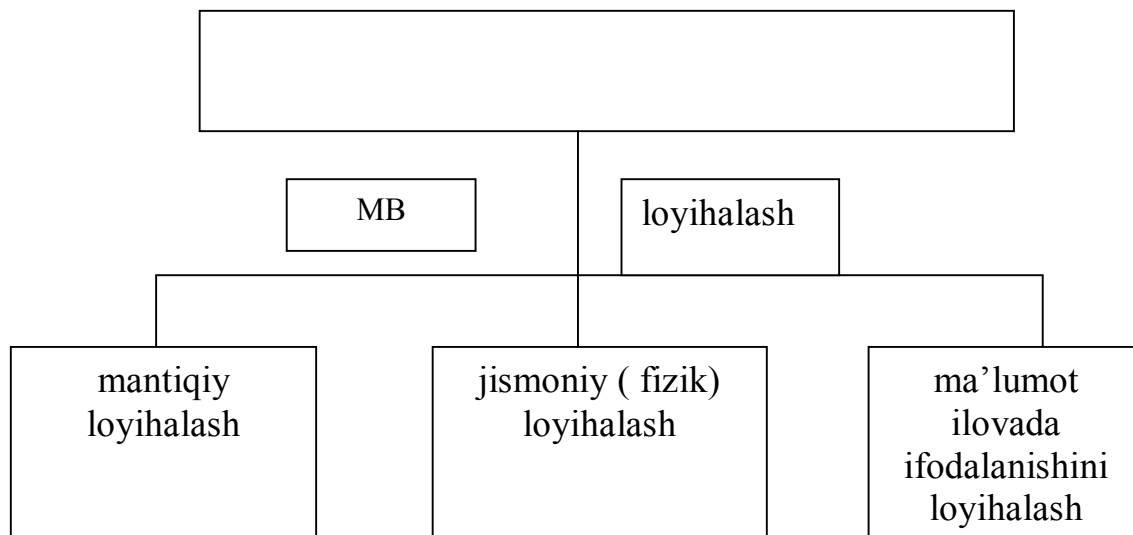 MB
loyihalash
mantiqiy
loyihalash
jismoniy ( fizik)
loyihalash
ma’lumot
ilovada
ifodalanishini
loyihalash